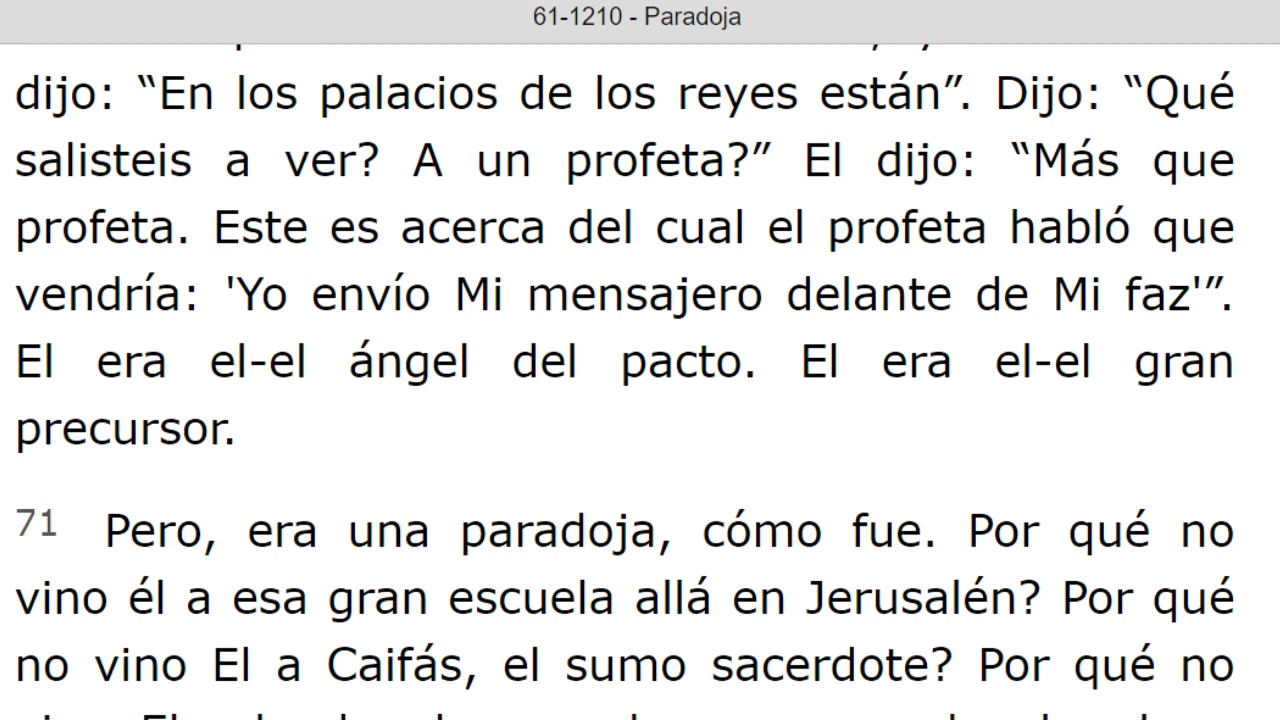 61-1210 - Paradoja
dijo: “En los palacios de los reyes están”. Dijo: “Qué
salisteis a ver? A un profeta?” El dijo: “Más que
profeta. Este es acerca del cual el profeta habló que
vendría: 'Yo envío Mi mensajero delante de Mi faz'”.
El era el-el ángel del pacto. El era el-el gran
precursor.
71 Pero, era una paradoja, cómo fue. Por qué no
vino él a esa gran escuela allá en Jerusalén? Por qué
no vino El a Caifás, el sumo sacerdote? Por qué no